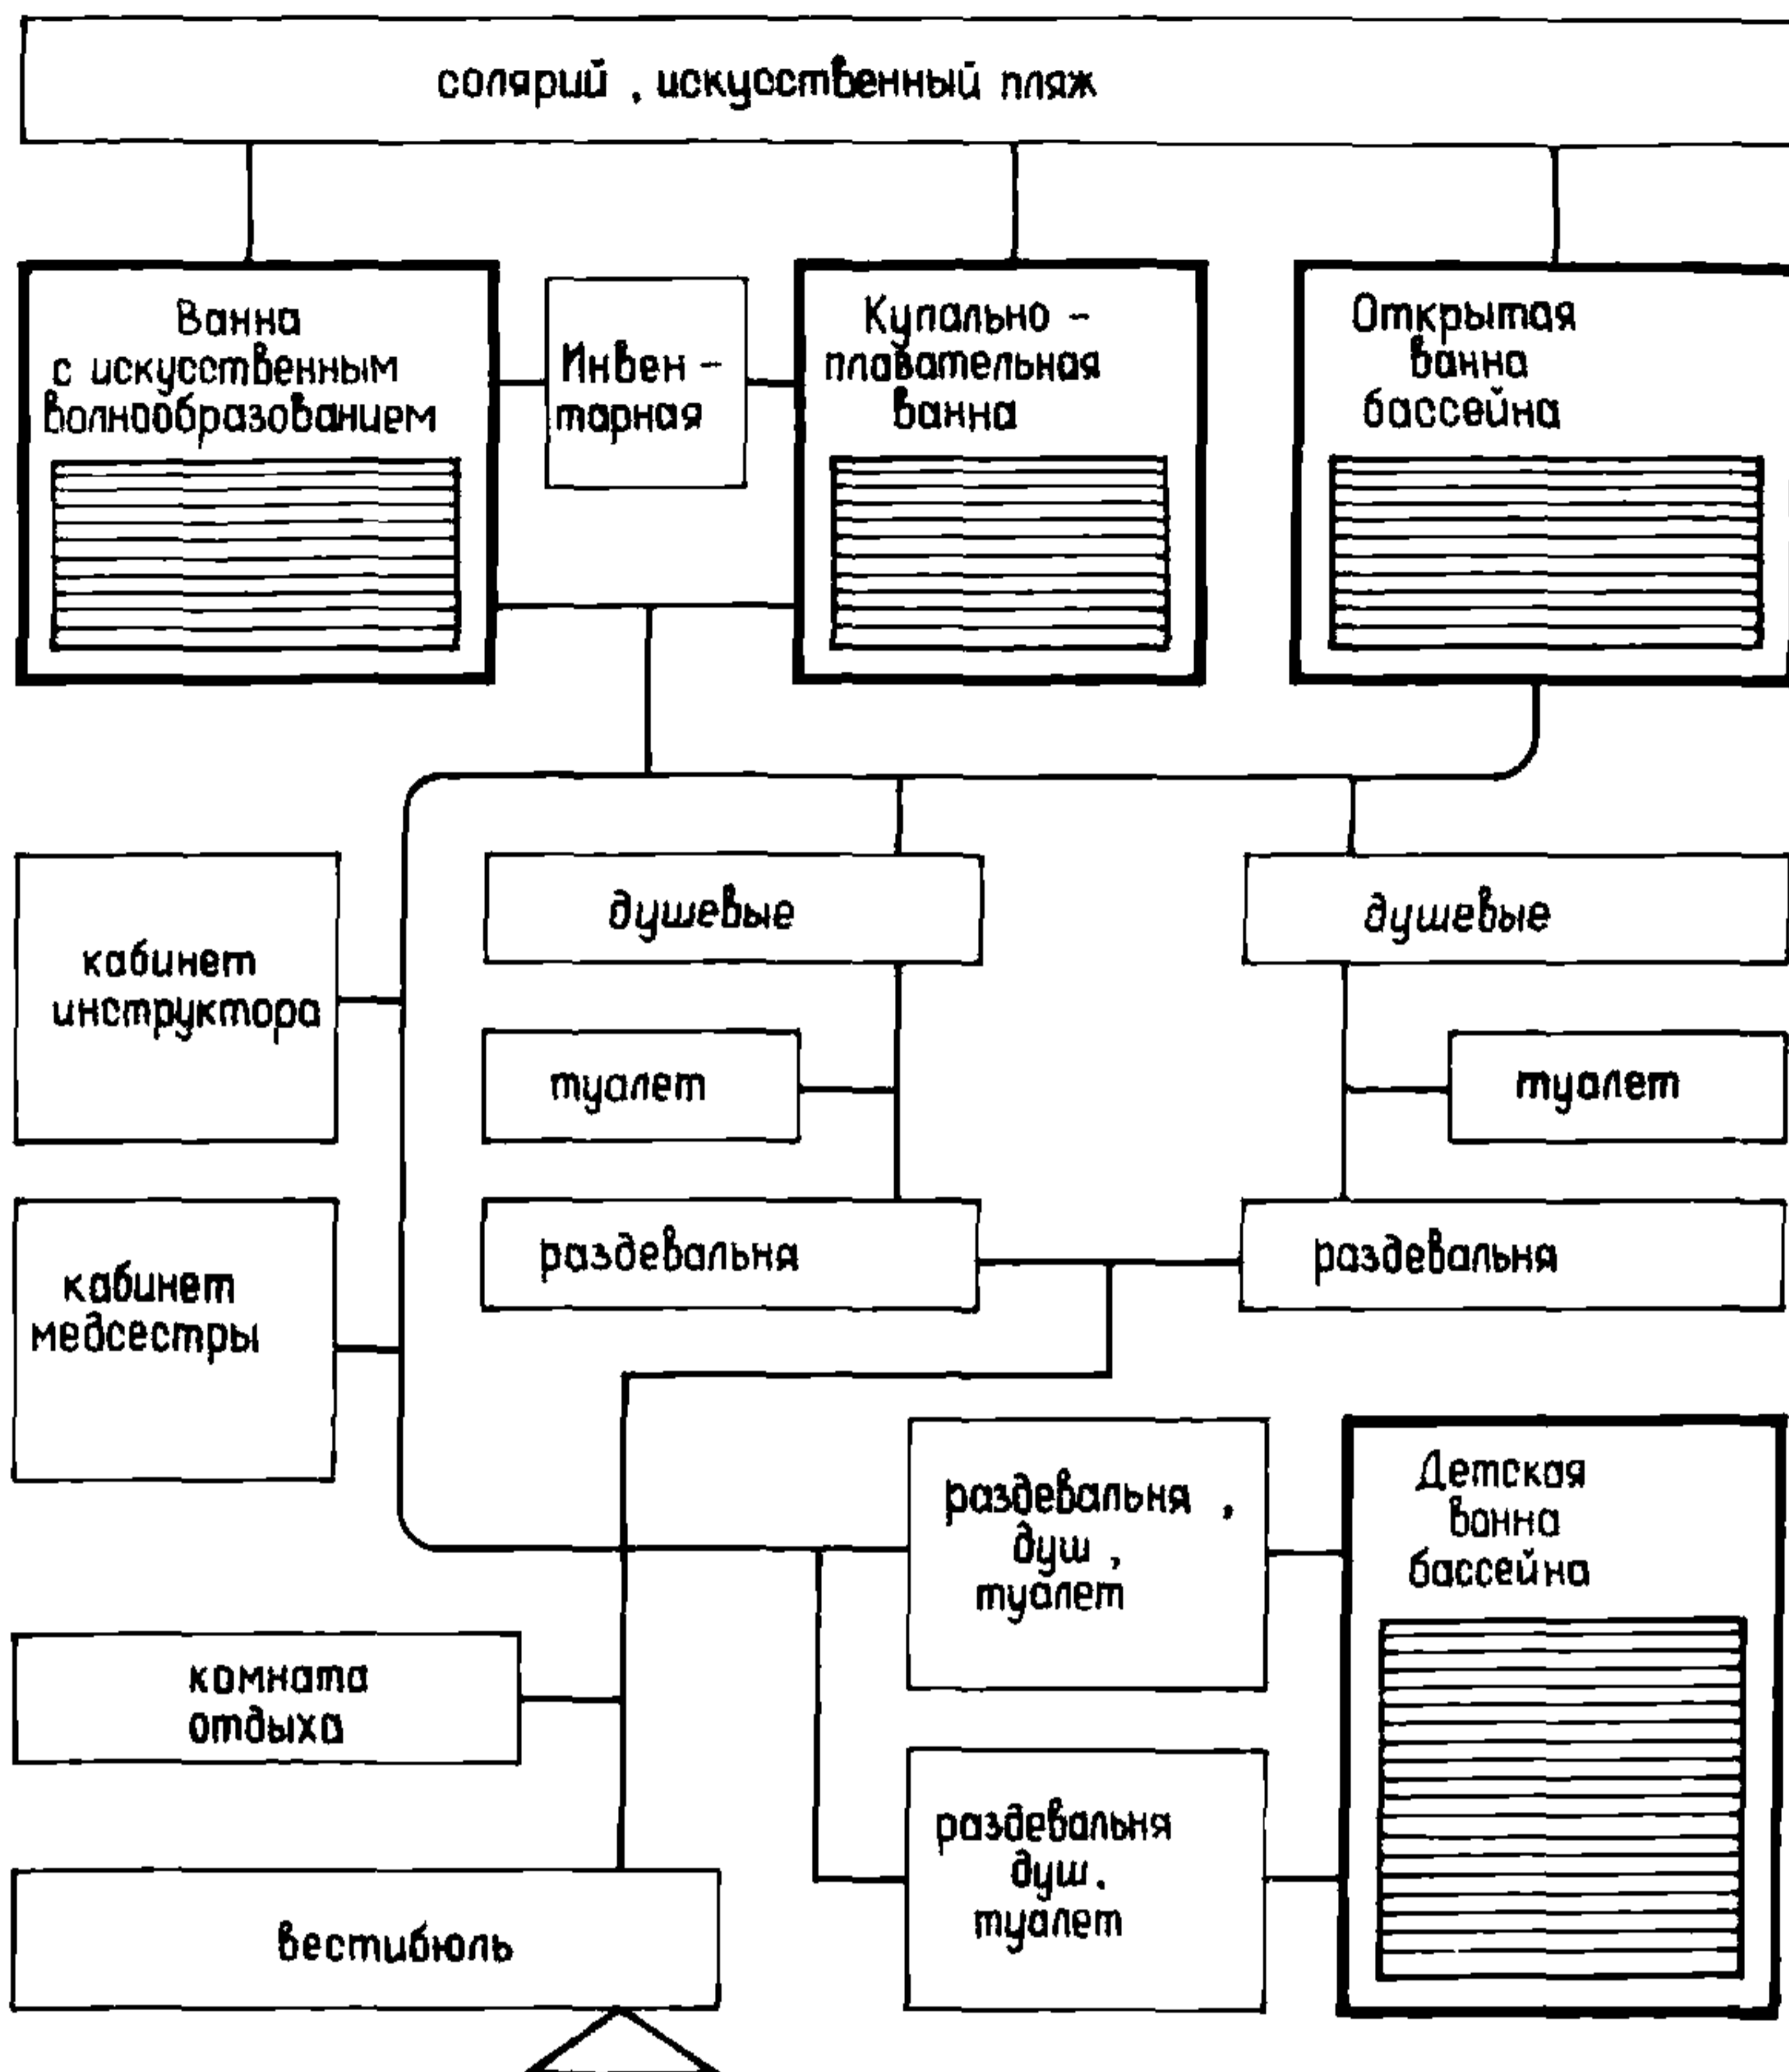 солярий , искусственный пляж
Ванна
с искусственным
волнообразованием
Инвен -
тарная
Купально -
плавательная
ванна
Открытая
ванна
бассейна
душевые
душевые
кабинет
инструктора
туалет
туалет
раздевальня
раздевальня
кабинет
медсестры
раздевальня ,
душ ,
туалет
Детская
ванна
бассейна
комната
отдыха
раздевальня
душ.
туалет
вестибюль